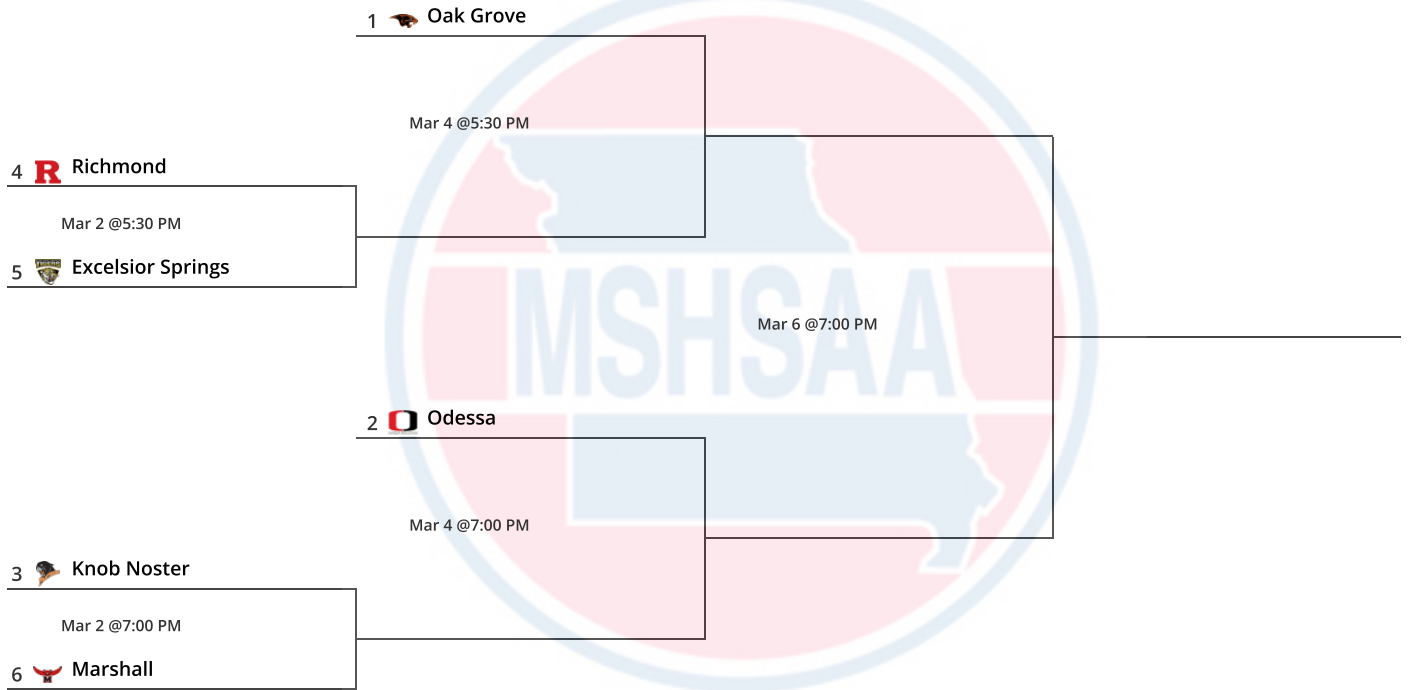 1 Oak Grove
Mar 4 @5:30 PM
4 R Richmond
Mar 2 @5:30 PM
5 TIGERS Excelsior Springs
MSHSAA
Mar 6 @7:00 PM
2 O Odessa
Mar 4 @7:00 PM
3 Knob Noster
Mar 2 @7:00 PM
6 M Marshall